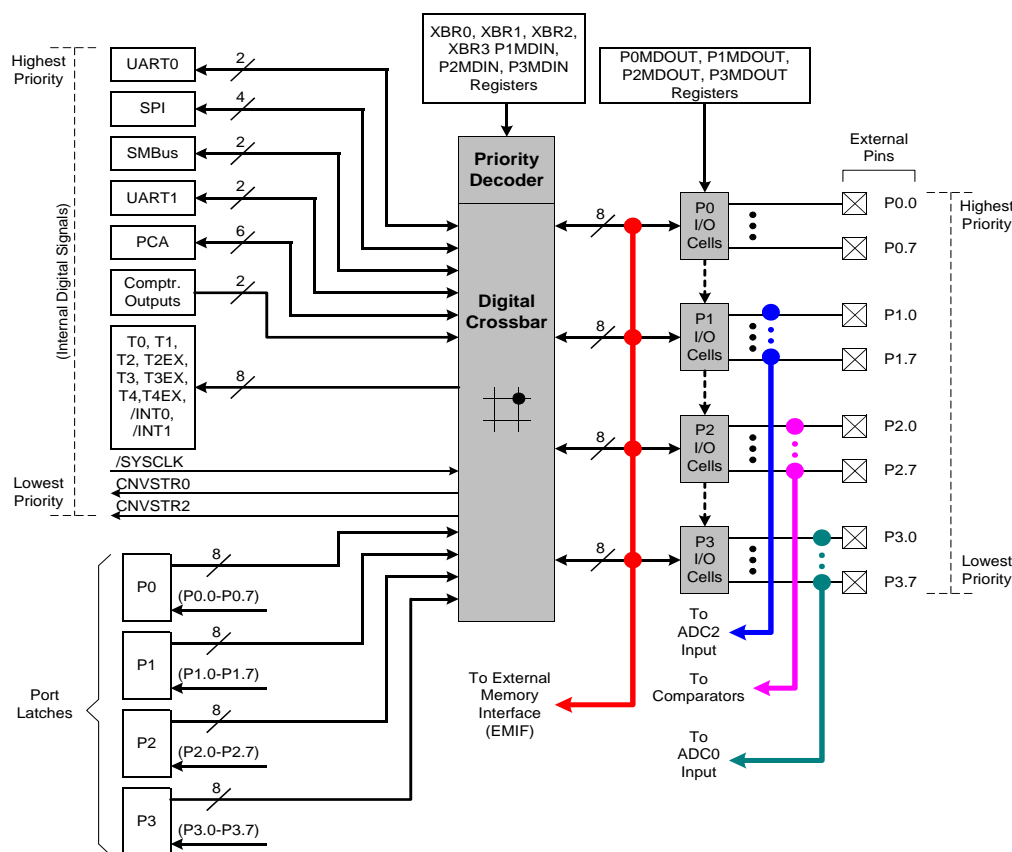 Highest
Priority
(Internal Digital Signals)
Lowest
Priority
UART0
2
SPI
4
SMBus
2
UART1
2
PCA
6
Comptr.
Outputs
2
T0, T1,
T2, T2EX,
T3, T3EX,
T4,T4EX,
/INT0,
/INT1
8
/SYSCLK
CNVSTR0
CNVSTR2
Port
Latches
P0
8
(P0.0-P0.7)
P1
8
(P1.0-P1.7)
P2
8
(P2.0-P2.7)
P3
8
(P3.0-P3.7)
XBR0, XBR1, XBR2,
XBR3 P1MDIN,
P2MDIN, P3MDIN
Registers
Priority
Decoder
Digital
Crossbar
P0MDOUT, P1MDOUT,
P2MDOUT, P3MDOUT
Registers
8
P0
I/O
Cells
8
P1
I/O
Cells
8
P2
I/O
Cells
8
P3
I/O
Cells
External
Pins
P0.0
P0.7
P1.0
P1.7
P2.0
P2.7
P3.0
P3.7
Highest
Priority
Lowest
Priority
To External
Memory
Interface
(EMIF)
To
ADC2
Input
To
Comparators
To
ADC0
Input